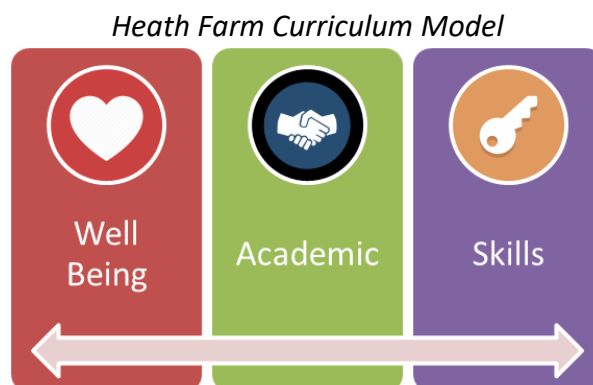 Heath Farm Curriculum Model
Well
Being
Academic
Skills